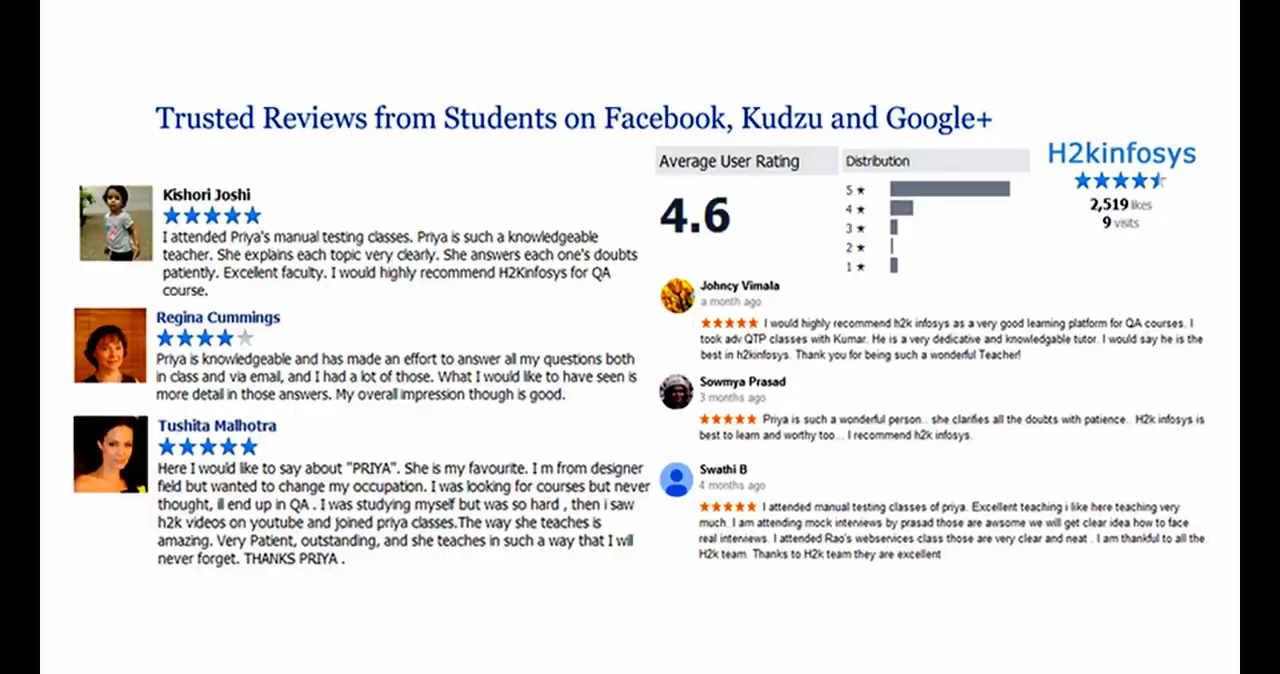 Trusted Reviews from Students on Facebook, Kudzu and Google+
Kishori Joshi
I attended Priya's manual testing classes. Priya is such a knowledgeable
teacher. She explains each topic very clearly. She answers each one's doubts
patiently. Excellent faculty. I would highly recommend H2Kinfosys for QA
course.
Regina Cummings
Priya is knowledgeable and has made an effort to answer all my questions both
in class and via email, and I had a lot of those. What I would like to have seen is
more detail in those answers. My overall impression though is good.
Tushita Malhotra
Here I would like to say about "PRIYA". She is my favourite. I m from designer
field but wanted to change my occupation. I was looking for courses but never
thought, ill end up in QA . I was studying myself but was so hard , then i saw
h2k videos on youtube and joined priya classes.The way she teaches is
amazing. Very Patient, outstanding, and she teaches in such a way that I will
never forget. THANKS PRIYA .
Average User Rating
4.6
Distribution
5 ★
4 ★
3 ★
2 ★
1 ★
H2kinfosys
2,519 likes
9 visits
Johncy Vimala
a month ago
I would highly recommend h2k infosys as a very good learning platform for QA courses. I
took adv QTP classes with Kumar. He is a very dedicative and knowledgable tutor. I would say he is the
best in h2kinfosys. Thank you for being such a wonderful Teacher!
Sowmya Prasad
3 months ago
Priya is such a wonderful person.. she clarifies all the doubts with patience.. H2k infosys is
best to learn and worthy too... I recommend h2k infosys.
Swathi B
4 months ago
I attended manual testing classes of priya. Excellent teaching i like here teaching very
much. I am attending mock interviews by prasad those are awsome we will get clear idea how to face
real interviews. I attended Rao's webservices class those are very clear and neat . I am thankful to all the
H2k team. Thanks to H2k team they are excellent